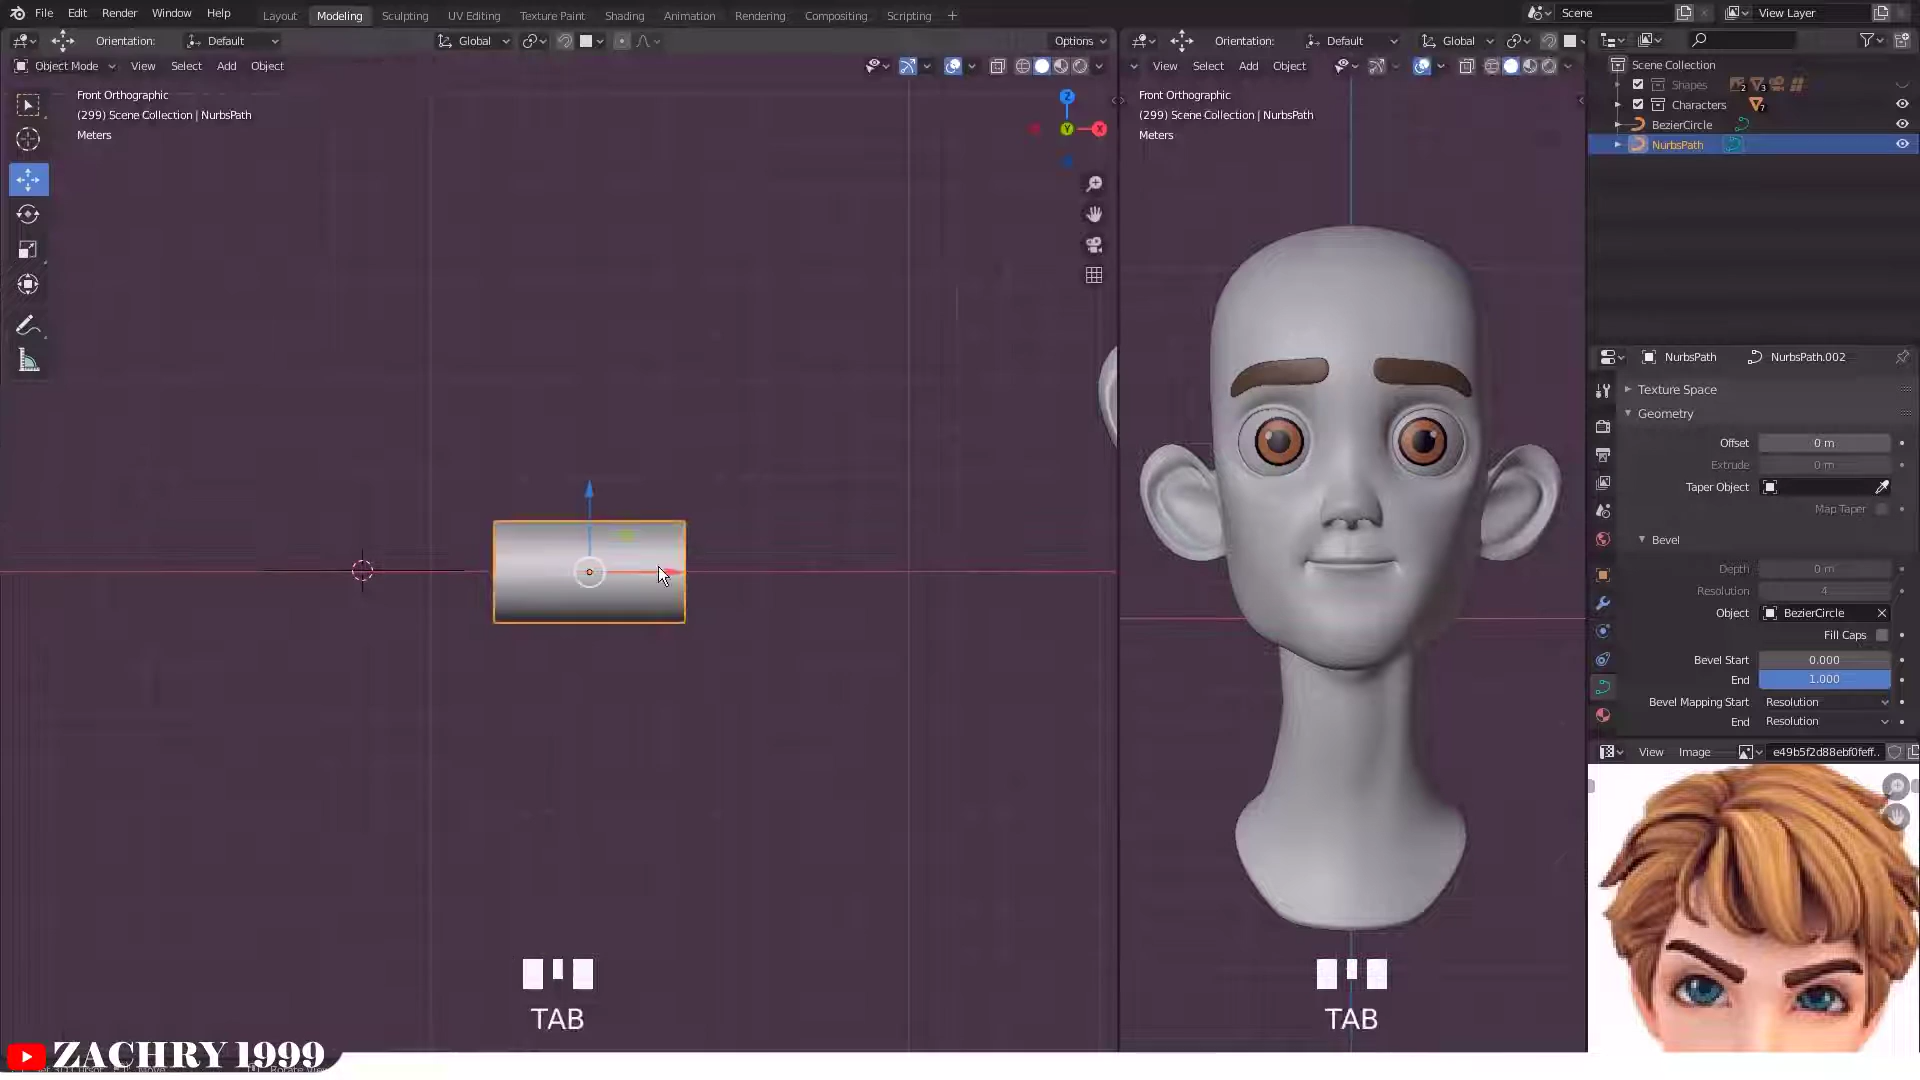 File Edit Render Window Help Layout Modeling Sculpting UV Editing Texture Paint Shading Animation Rendering Compositing Scripting + Scene View Layer
Orientation: Default Global Options
Object Mode View Select Add Object
Front Orthographic
(299) Scene Collection | NurbsPath
Meters
Z
Y
X
TAB
Orientation: Default Global
View Select Add Object
Front Orthographic
(299) Scene Collection | NurbsPath
Meters
TAB
Scene Collection
Shapes 2 3
Characters 7
BezierCircle
NurbsPath
NurbsPath NurbsPath.002
Texture Space
Geometry
Offset 0 m
Extrude 0 m
Taper Object
Map Taper
Bevel
Depth 0 m
Resolution 4
Object BezierCircle
Fill Caps
Bevel Start 0.000
End 1.000
Bevel Mapping Start Resolution
End Resolution
View Image e49b5f2d88ebf0feff..
ZACHRY 1999